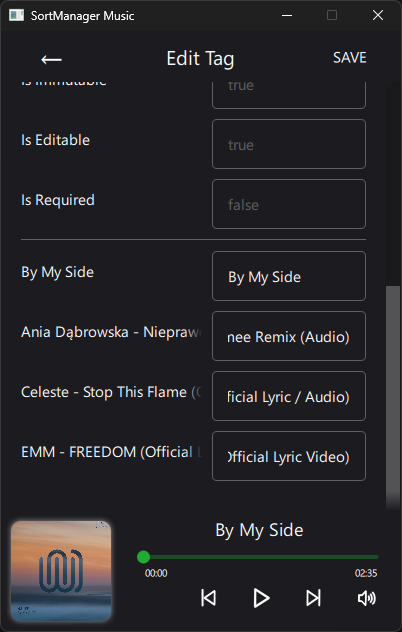 SortManager Music
← Edit Tag SAVE
Is Immutable true
Is Editable true
Is Required false
By My Side By My Side
Ania Dąbrowska - Niepraw nee Remix (Audio)
Celeste - Stop This Flame ( ficial Lyric / Audio)
EMM - FREEDOM (Official L Official Lyric Video)
By My Side
00:00 02:35